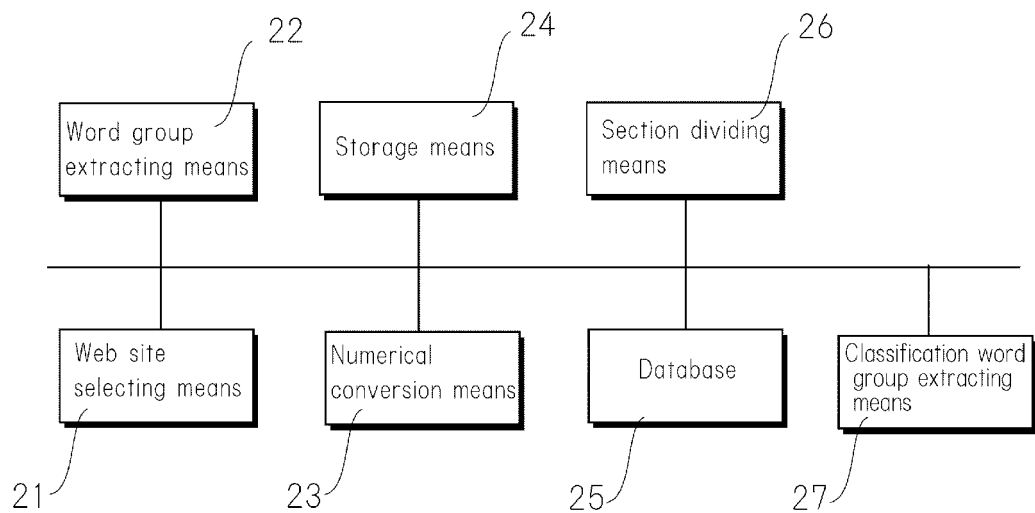 22
24
26
Word group
extracting means
Storage means
Section dividing
means
Web site
selecting means
Numerical
conversion means
Database
Classification word
group extracting
means
21
23
25
27